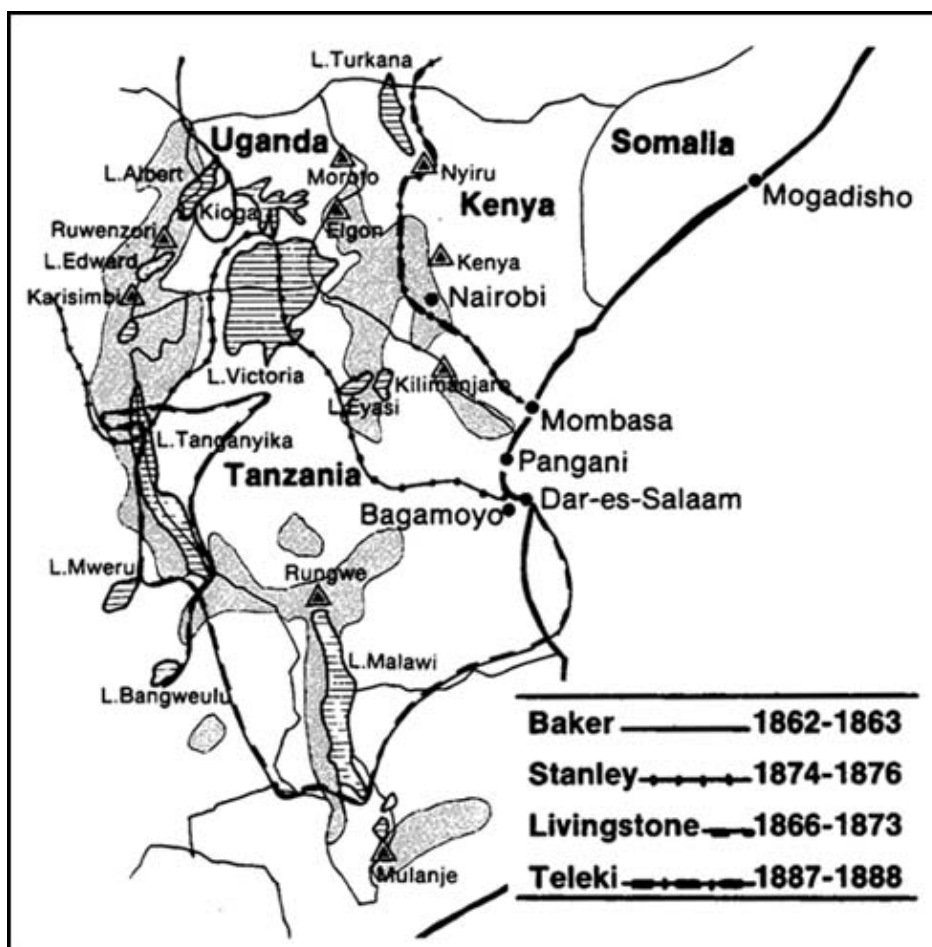 L.Turkana
Uganda
Somalia
L.Albert
Moroto
Nyiru
Mogadisho
Kioga
Kenya
Ruwenzori
Elgon
L.Edward
Kenya
Karisimbi
Nairobi
L.Victoria
Kilimanjaro
L.Eyasi
Mombasa
L.Tanganyika
Pangani
Tanzania
Dar-es-Salaam
Bagamoyo
L.Mweru
Rungwe
L.Malawi
L.Bangweulu
Baker 1862-1863
Stanley 1874-1876
Livingstone 1866-1873
Teleki 1887-1888
Mulanje